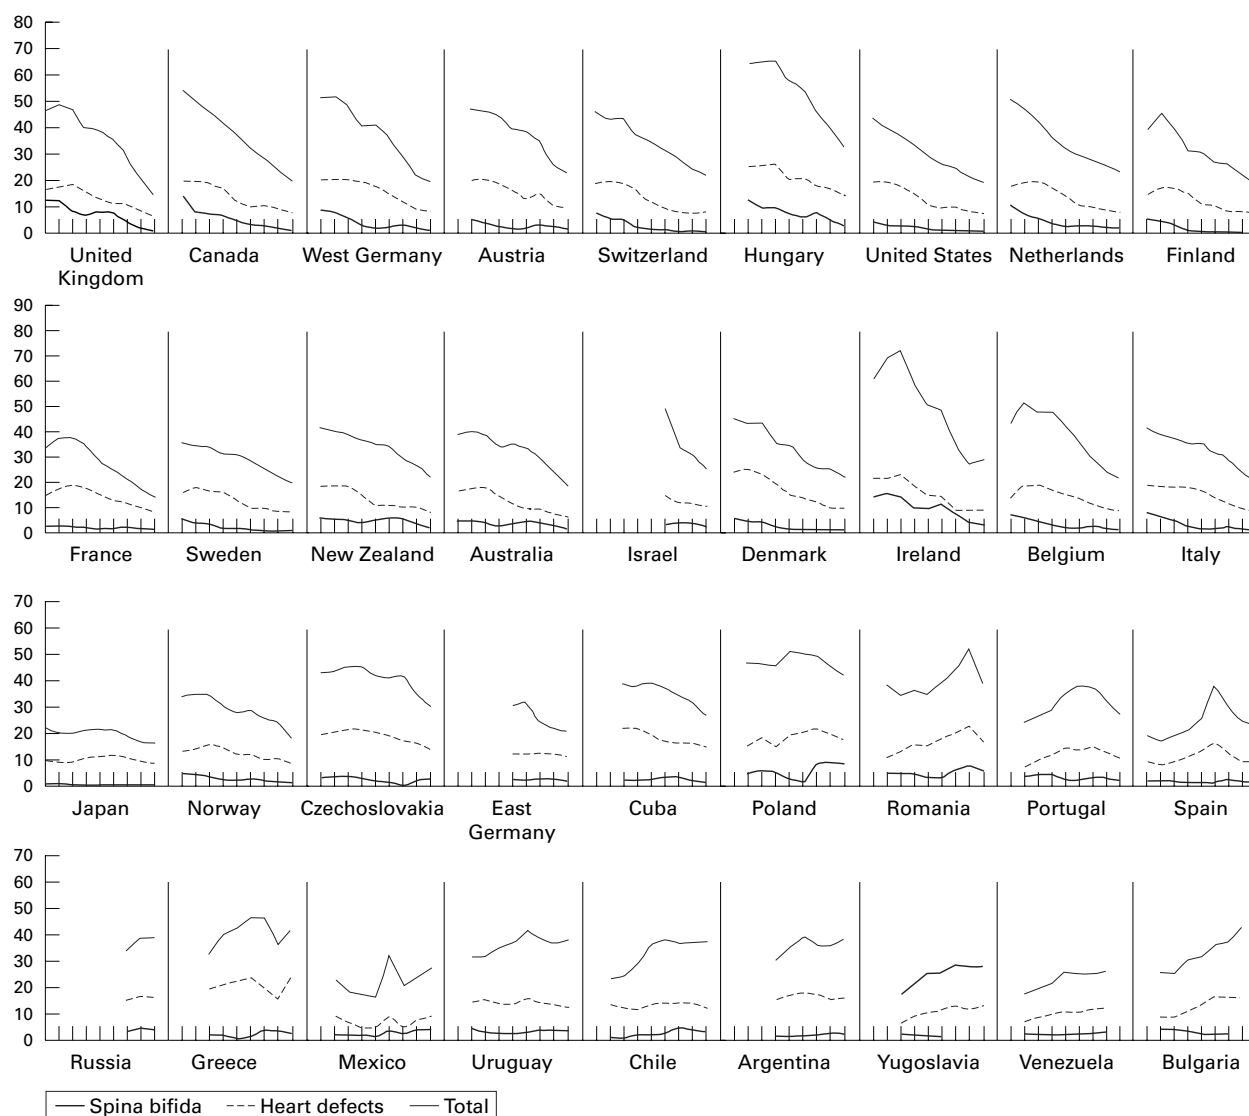 80
70
60
50
40
30
20
10
0
United Kingdom
Canada
West Germany
Austria
Switzerland
Hungary
United States
Netherlands
Finland
90
80
70
60
50
40
30
20
10
0
France
Sweden
New Zealand
Australia
Israel
Denmark
Ireland
Belgium
Italy
70
60
50
40
30
20
10
0
Japan
Norway
Czechoslovakia
East Germany
Cuba
Poland
Romania
Portugal
Spain
70
60
50
40
30
20
10
0
Russia
Greece
Mexico
Uruguay
Chile
Argentina
Yugoslavia
Venezuela
Bulgaria
Spina bifida
Heart defects
Total